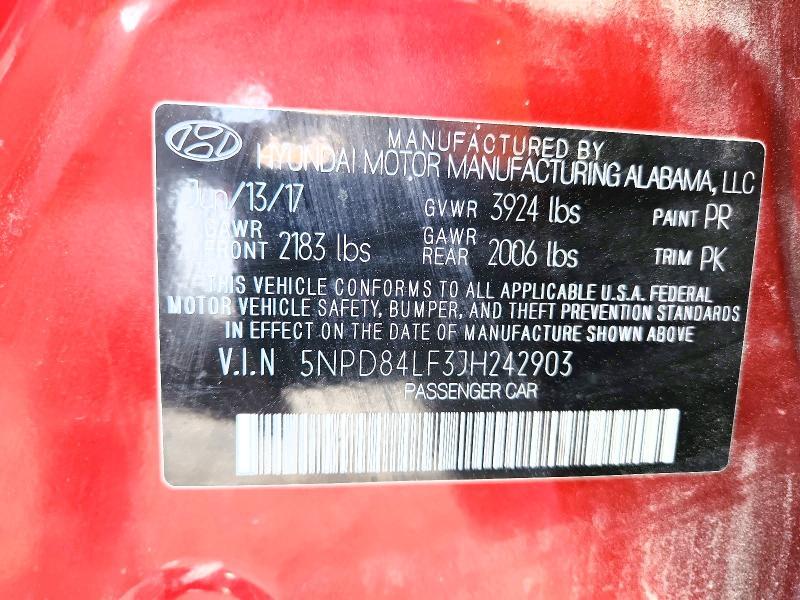 MANUFACTURED BY
HYUNDAI MOTOR MANUFACTURING ALABAMA, LLC
Jun/13/17 GVWR 3924 lbs PAINT PR
GAWR FRONT 2183 lbs GAWR REAR 2006 lbs TRIM PK
THIS VEHICLE CONFORMS TO ALL APPLICABLE U.S.A. FEDERAL
MOTOR VEHICLE SAFETY, BUMPER, AND THEFT PREVENTION STANDARDS
IN EFFECT ON THE DATE OF MANUFACTURE SHOWN ABOVE
V.I.N 5NPD84LF3JH242903
PASSENGER CAR